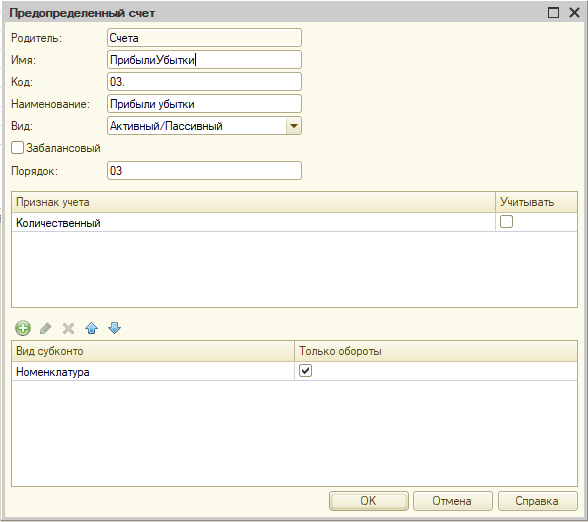 Предопределенный счет
Родитель: Счета
Имя: ПрибылиУбытки
Код: 03.
Наименование: Прибыли убытки
Вид: Активный/Пассивный
Забалансовый
Порядок: 03
Признак учета Учитывать
Количественный
Вид субконто Только обороты
Номенклатура
OK Отмена Справка